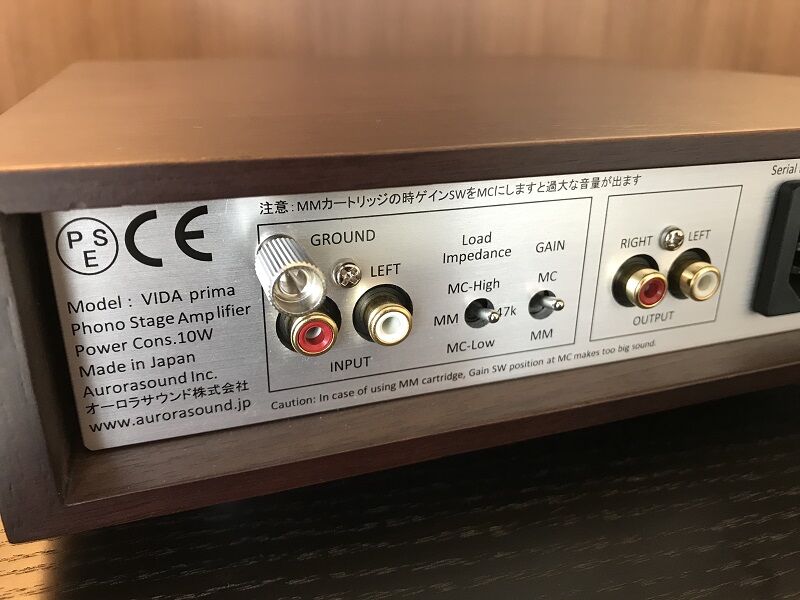 注意：MMカートリッジの時ゲインSWをMCにしますと過大な音量が出ます
Serial
PSE
CE
Model : VIDA prima
Phono Stage Amplifier
Power Cons.10W
Made in Japan
Aurorasound Inc.
オーロラサウンド株式会社
www.aurorasound.jp
GROUND
LEFT
INPUT
Load
Impedance
MC-High
MM 47k
MC-Low
GAIN
MC
MM
RIGHT LEFT
OUTPUT
Caution: In case of using MM cartridge, Gain SW position at MC makes too big sound.